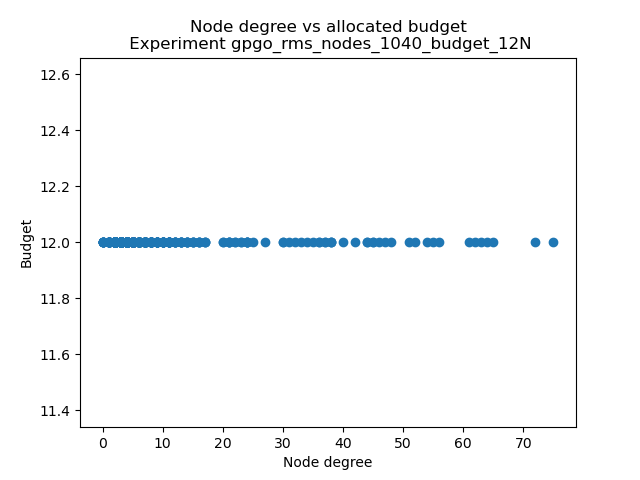 Node degree vs allocated budget
Experiment gpgo_rms_nodes_1040_budget_12N
12.6
12.4
12.2
12.0
11.8
11.6
11.4
Budget
0 10 20 30 40 50 60 70
Node degree